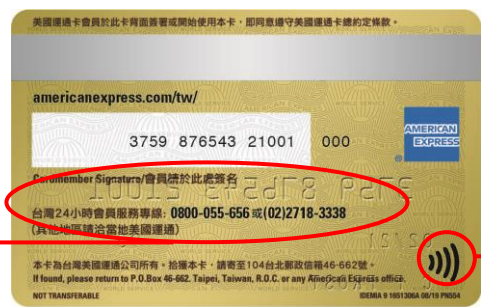 美國運通卡會員於此卡背面簽署或開始使用本卡，即同意遵守美國運通卡總約定條款。
americanexpress.com/tw/
3759 876543 21001 000
AMERICAN
EXPRESS
Cardmember Signature/會員請於此處簽名
台灣24小時會員服務專線: 0800-055-656 或(02)2718-3338
(其他地區請洽當地美國運通)
本卡為台灣美國運通公司所有。拾獲本卡，請寄至104台北郵政信箱46-662號。
If found, please return to P.O.Box 46-662. Taipei, Taiwan, R.O.C. or any American Express office.
NOT TRANSFERABLE
IDEMIA 9 1651306A 08/19 PN554